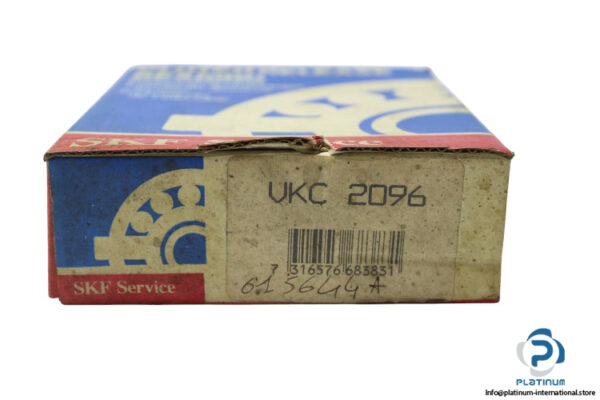 SKF Service
VKC 2096
7 316576 683831
615644A
SKF Service
PLATINUM
Info@platinum-international.store